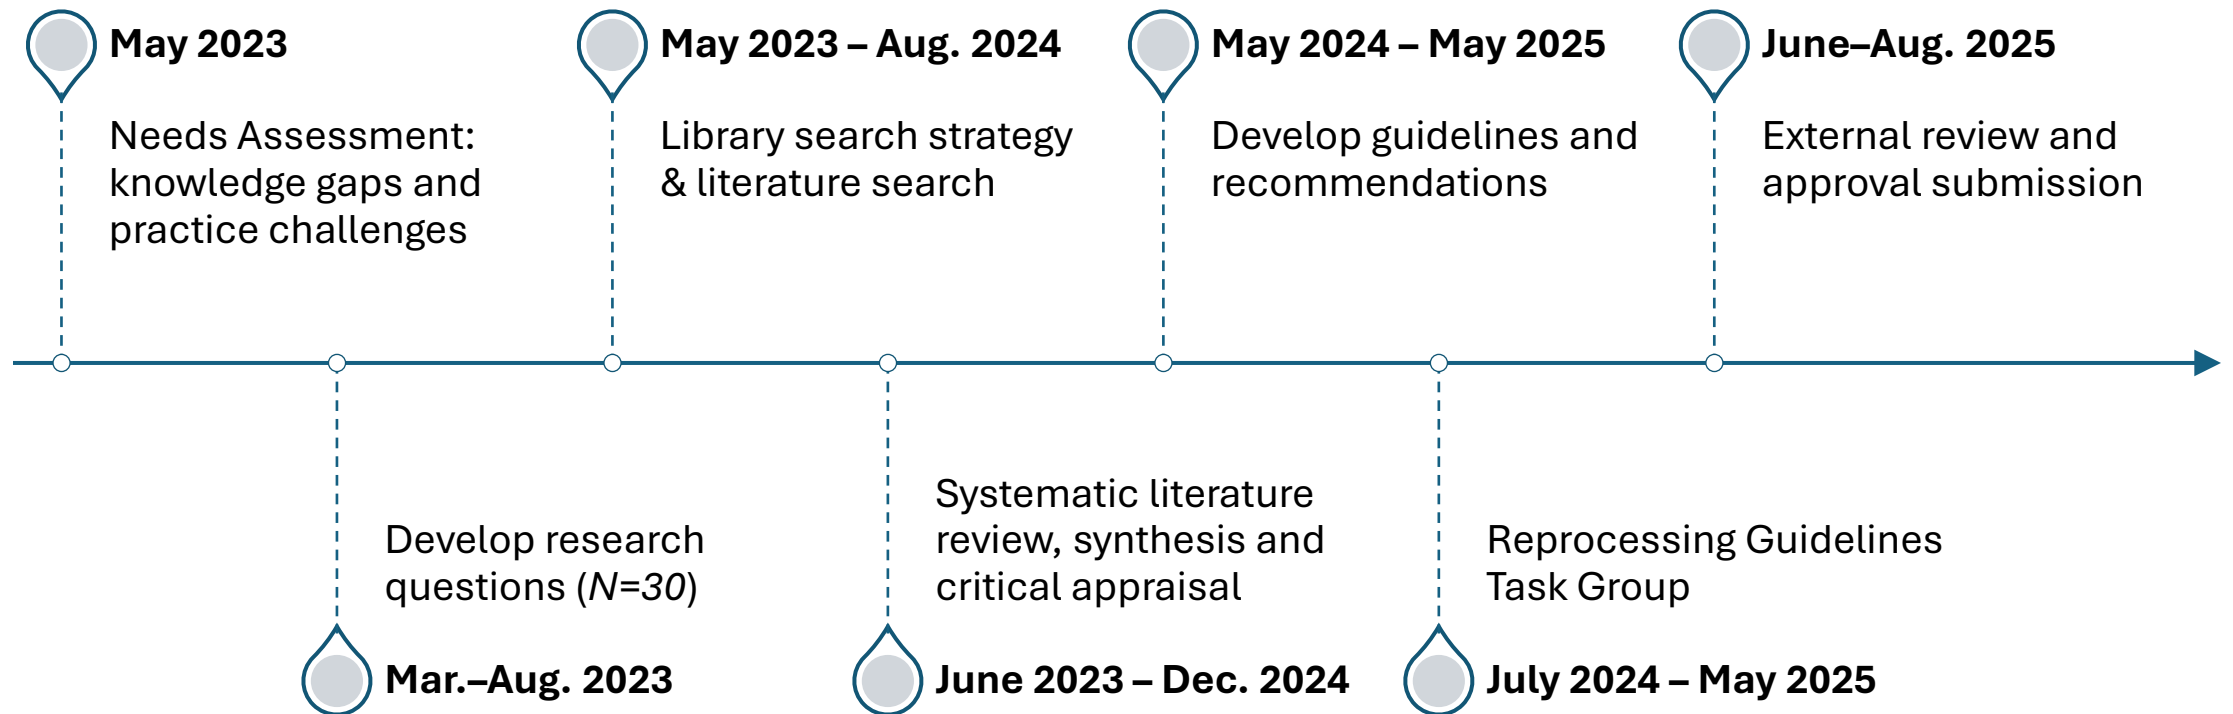 May 2023
Needs Assessment:
knowledge gaps and
practice challenges
Develop research
questions (N=30)
Mar.–Aug. 2023
May 2023 – Aug. 2024
Library search strategy
& literature search
Systematic literature
review, synthesis and
critical appraisal
June 2023 – Dec. 2024
May 2024 – May 2025
Develop guidelines and
recommendations
Reprocessing Guidelines
Task Group
July 2024 – May 2025
June–Aug. 2025
External review and
approval submission